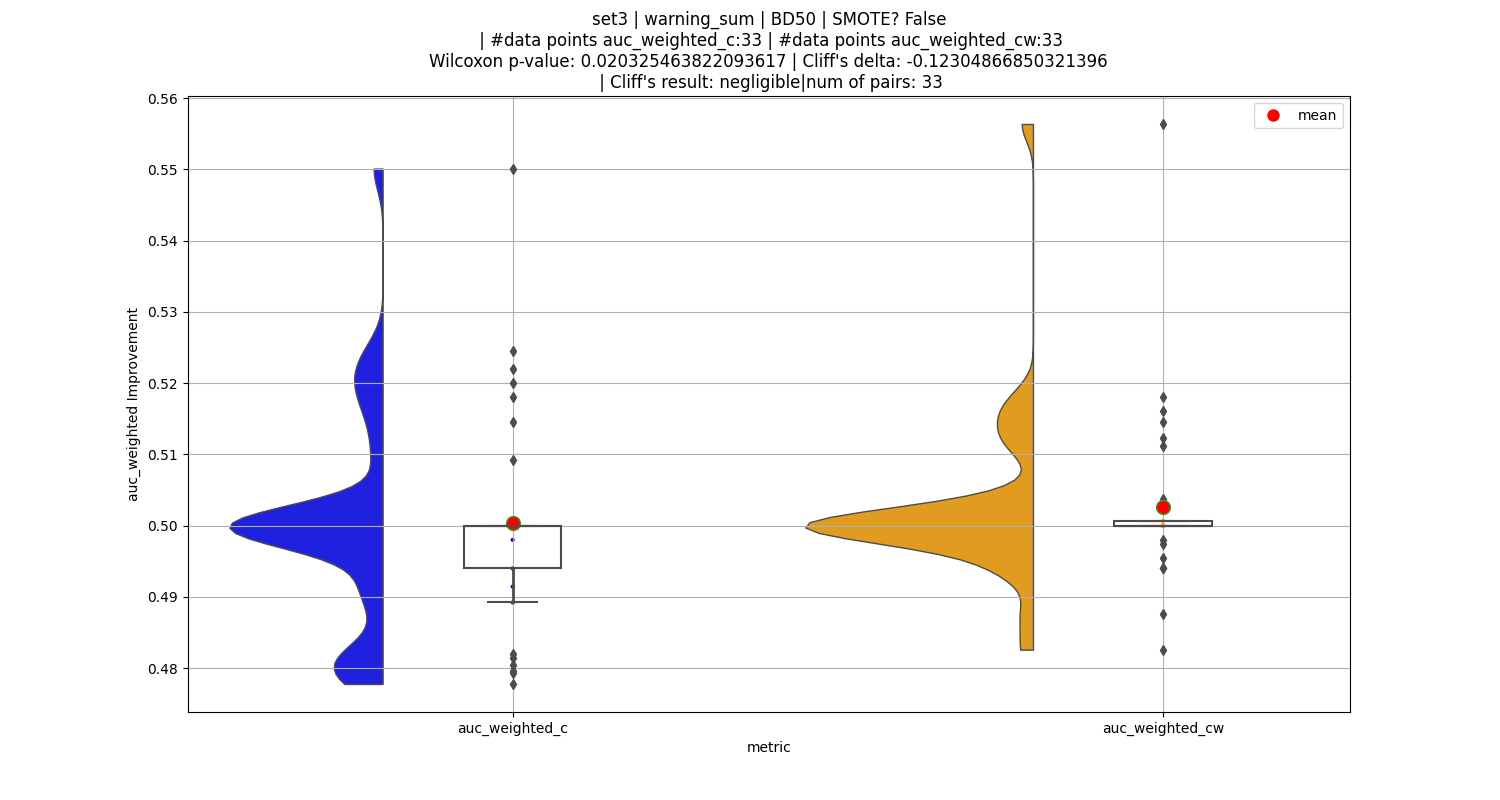 set3 | warning_sum | BD50 | SMOTE? False
| #data points auc_weighted_c:33 | #data points auc_weighted_cw:33
Wilcoxon p-value: 0.020325463822093617 | Cliff's delta: -0.12304866850321396
| Cliff's result: negligible|num of pairs: 33
mean
auc_weighted Improvement
0.56
0.55
0.54
0.53
0.52
0.51
0.50
0.49
0.48
auc_weighted_c
auc_weighted_cw
metric